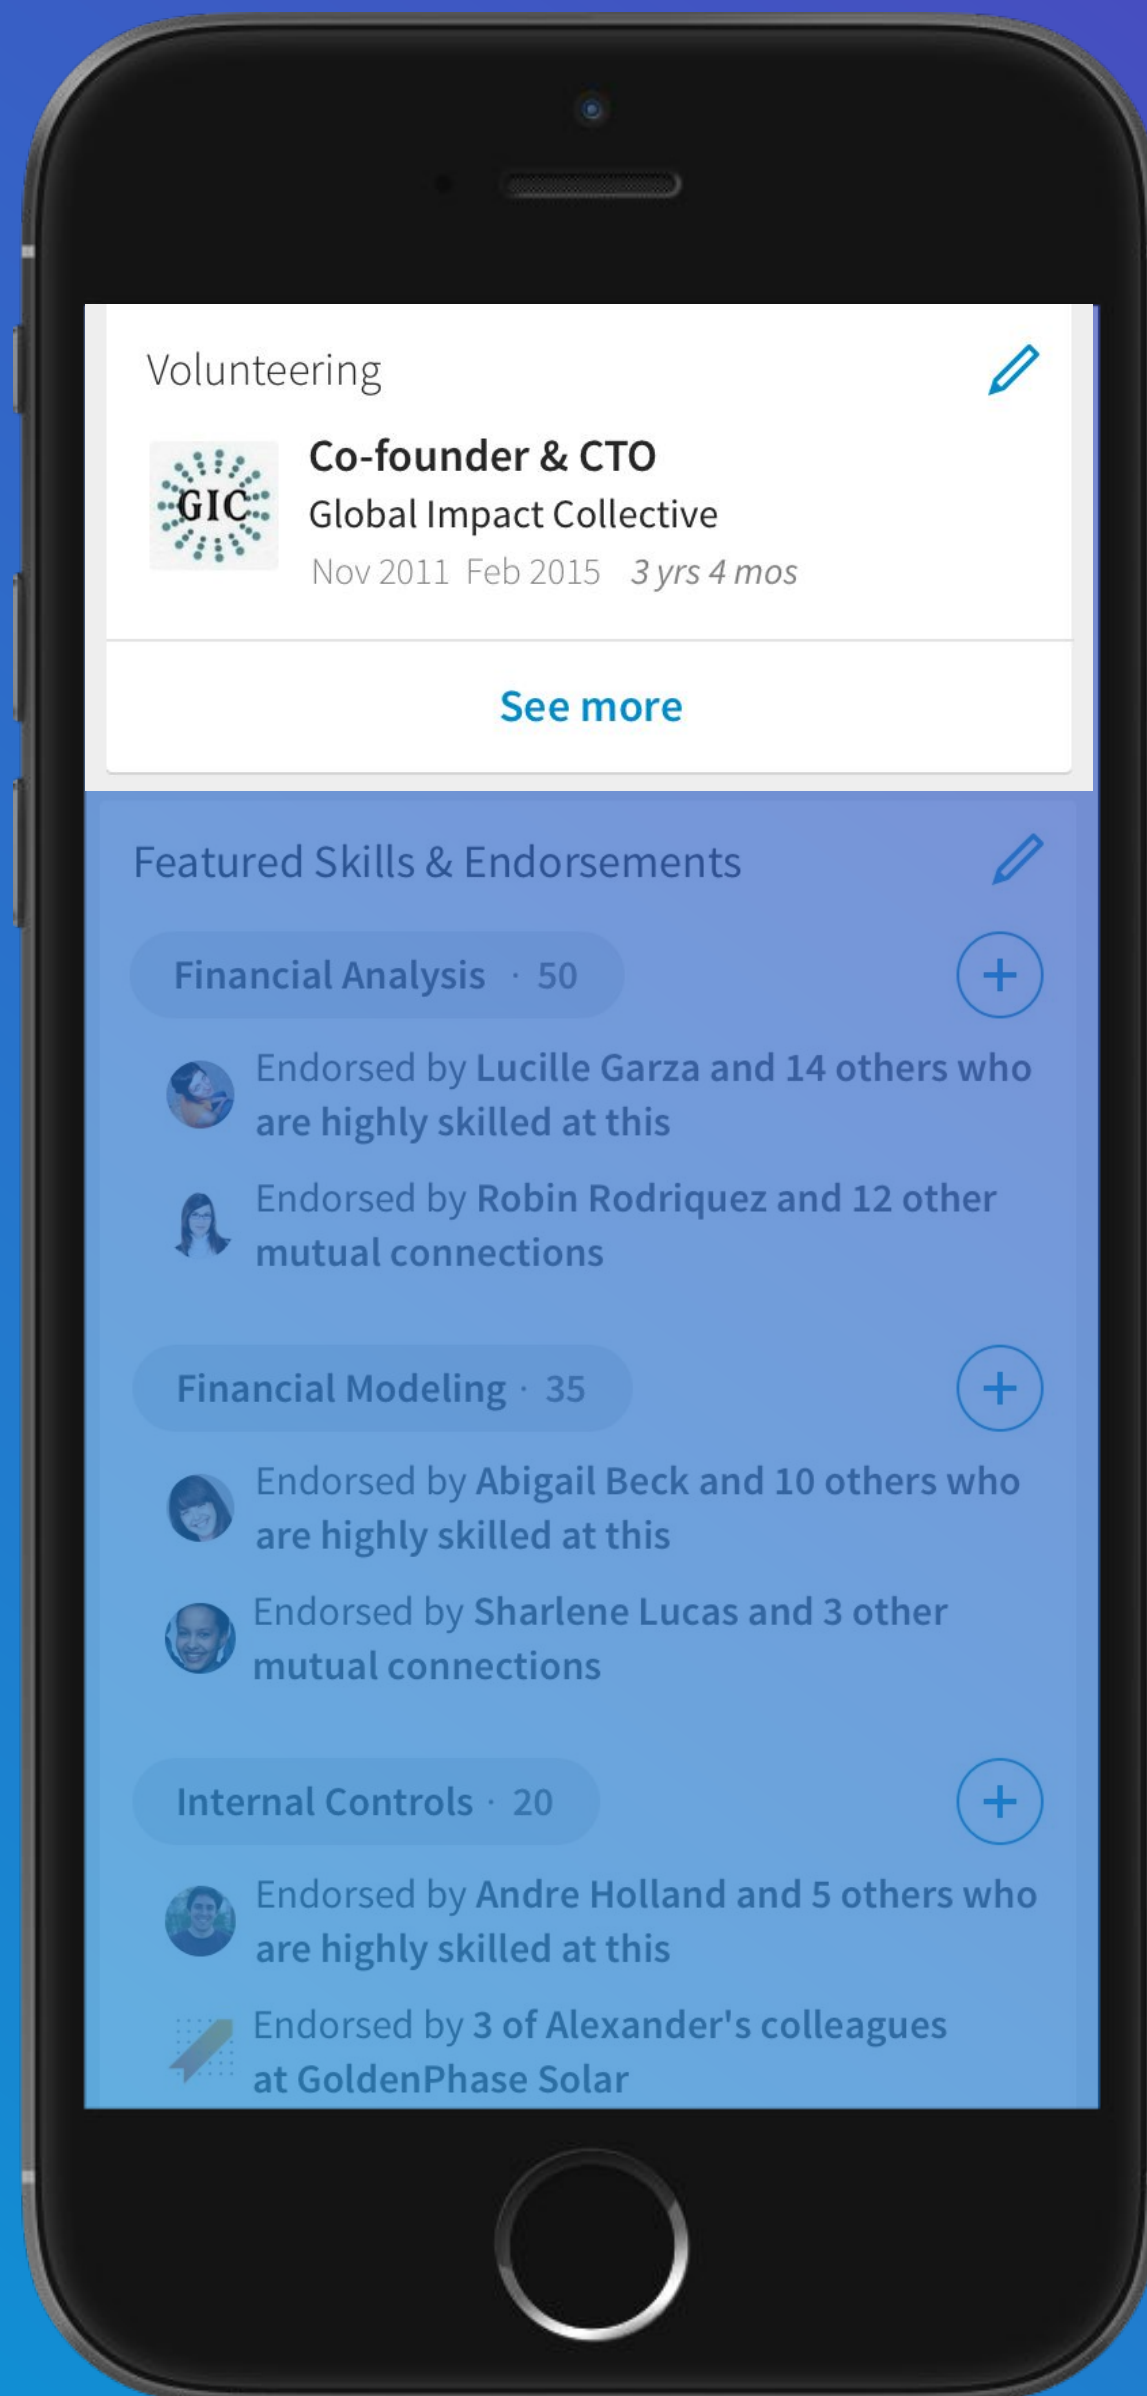 Volunteering
GIC
Co-founder & CTO
Global Impact Collective
Nov 2011 Feb 2015 3 yrs 4 mos
See more
Featured Skills & Endorsements
Financial Analysis · 50
Endorsed by Lucille Garza and 14 others who
are highly skilled at this
Endorsed by Robin Rodriquez and 12 other
mutual connections
Financial Modeling · 35
Endorsed by Abigail Beck and 10 others who
are highly skilled at this
Endorsed by Sharlene Lucas and 3 other
mutual connections
Internal Controls · 20
Endorsed by Andre Holland and 5 others who
are highly skilled at this
Endorsed by 3 of Alexander's colleagues
at GoldenPhase Solar